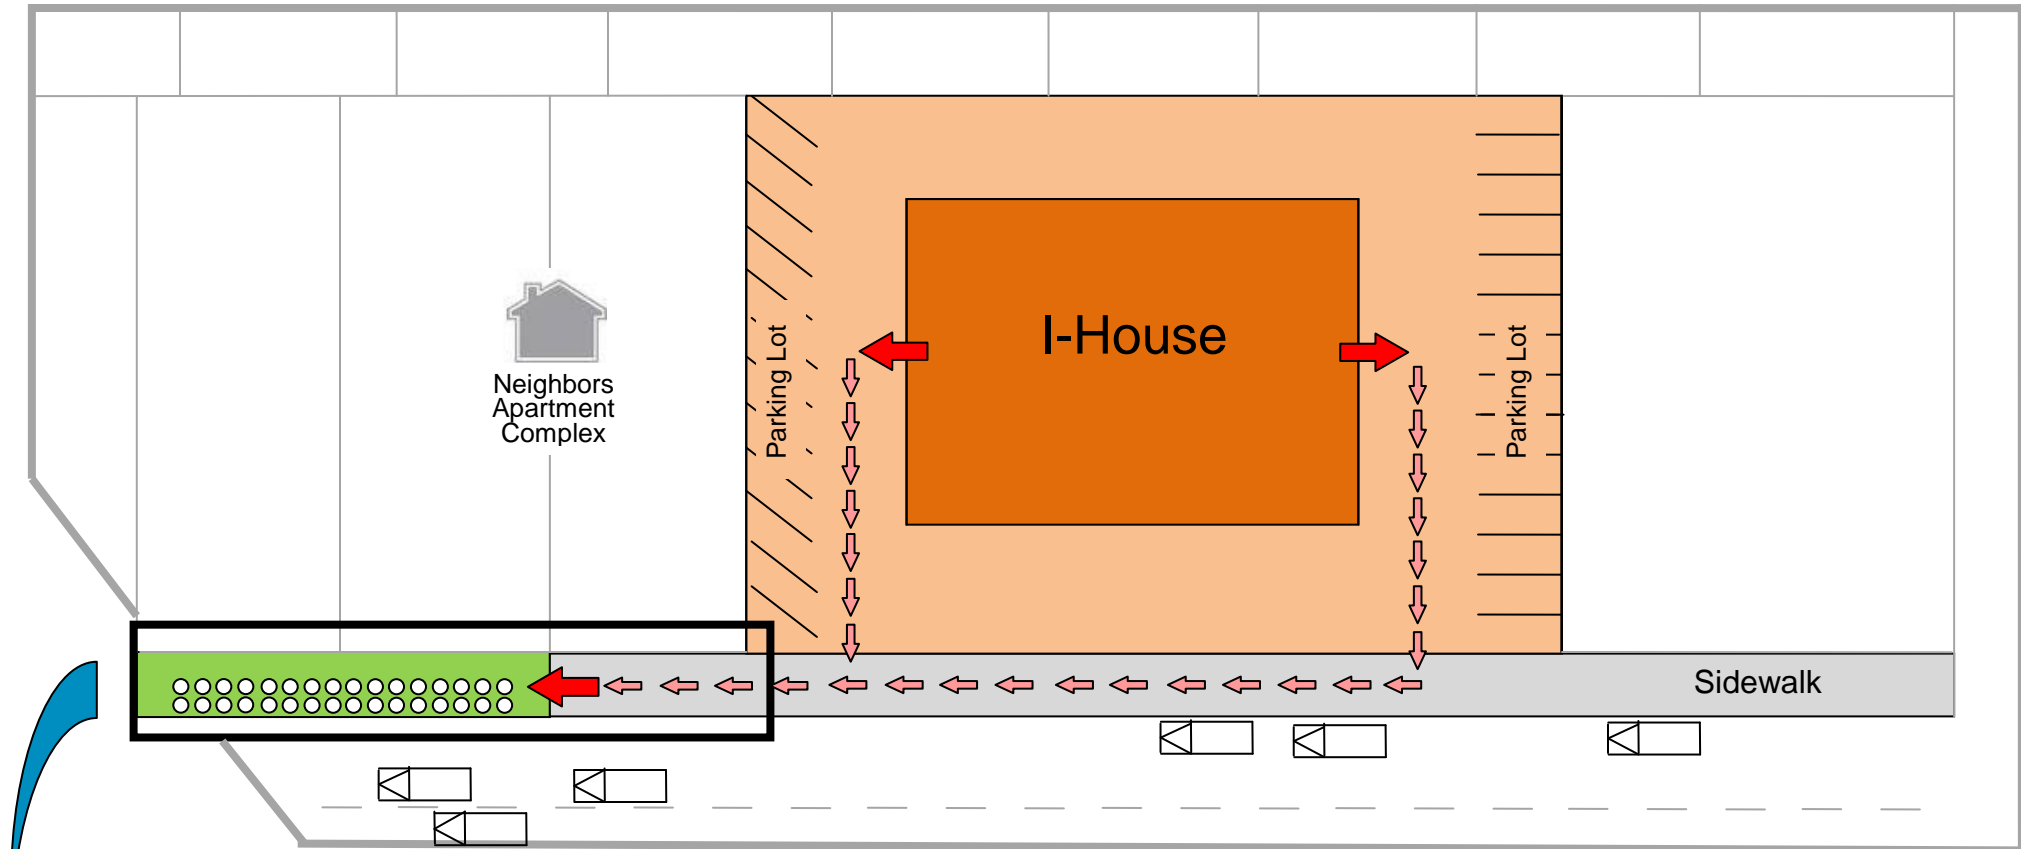 I-House
Parking Lot
Parking Lot
Neighbors
Apartment
Complex
Sidewalk